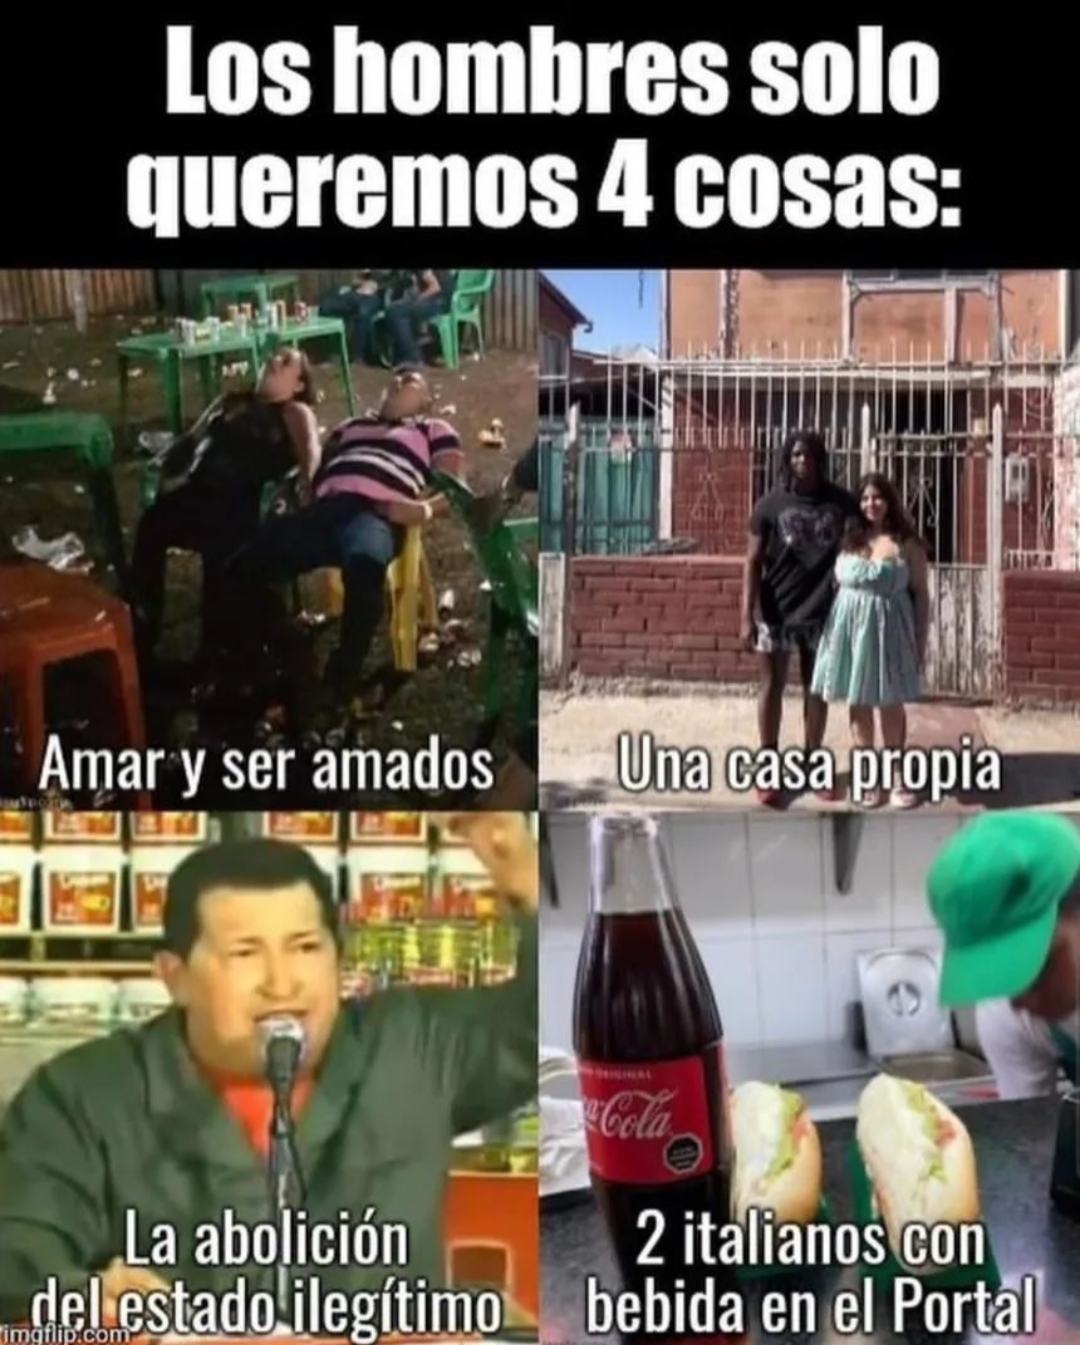 Los hombres solo
queremos 4 cosas:
Amar y ser amados
Una casa propia
La abolición
del estado ilegítimo
imgflip.com
ORIGINAL
Coca-Cola
2 italianos con
bebida en el Portal